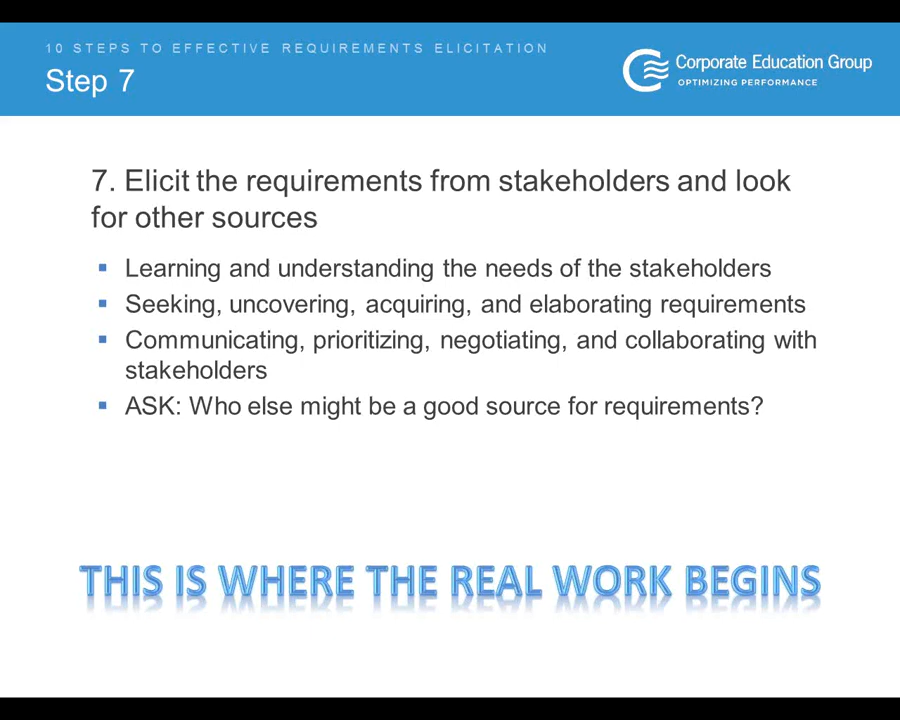 10 STEPS TO EFFECTIVE REQUIREMENTS ELICITATION
Step 7
Corporate Education Group
OPTIMIZING PERFORMANCE
7. Elicit the requirements from stakeholders and look
for other sources
Learning and understanding the needs of the stakeholders
Seeking, uncovering, acquiring, and elaborating requirements
Communicating, prioritizing, negotiating, and collaborating with
stakeholders
ASK: Who else might be a good source for requirements?
THIS IS WHERE THE REAL WORK BEGINS